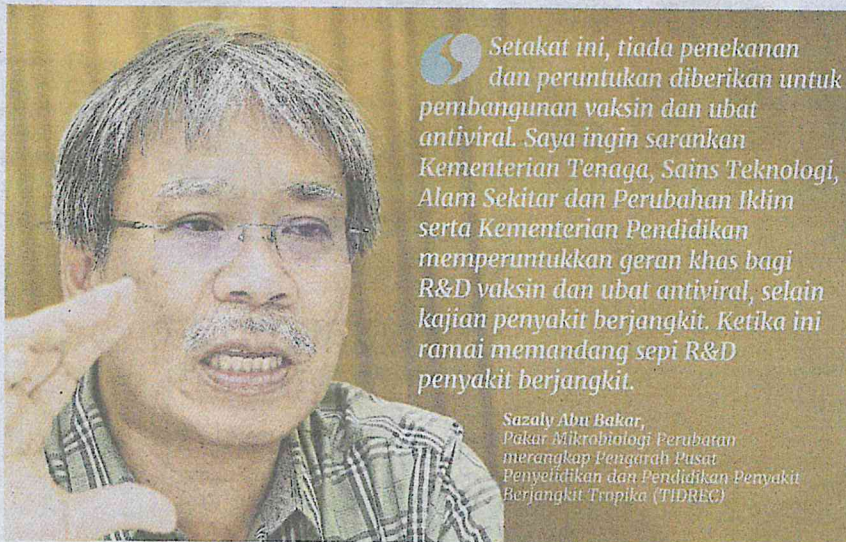 Setakat ini, tiada penekanan
dan peruntukan diberikan untuk
pembangunan vaksin dan ubat
antiviral. Saya ingin sarankan
Kementerian Tenaga, Sains Teknologi,
Alam Sekitar dan Perubahan Iklim
serta Kementerian Pendidikan
memperuntukkan geran khas bagi
R&D vaksin dan ubat antiviral, selain
kajian penyakit berjangkit. Ketika ini
ramai memandang sepi R&D
penyakit berjangkit.
Sazaly Abu Bakar,
Pakar Mikrobiologi Perubatan
merangkap Pengarah Pusat
Penyelidikan dan Pendidikan Penyakit
Berjangkit Tropika (TIDREC)